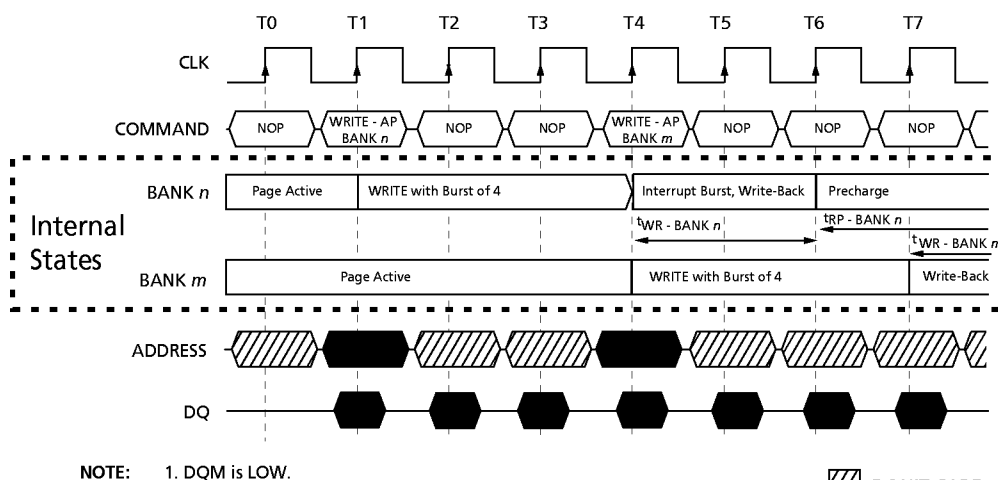 T0 T1 T2 T3 T4 T5 T6 T7
CLK
COMMAND NOP WRITE - AP BANK n NOP NOP WRITE - AP BANK m NOP NOP NOP
BANK n Page Active WRITE with Burst of 4 Interrupt Burst, Write-Back Precharge
Internal States
tWR - BANK n tRP - BANK n
tWR - BANK m
BANK m Page Active WRITE with Burst of 4 Write-Back
ADDRESS
DQ
NOTE: 1. DQM is LOW.